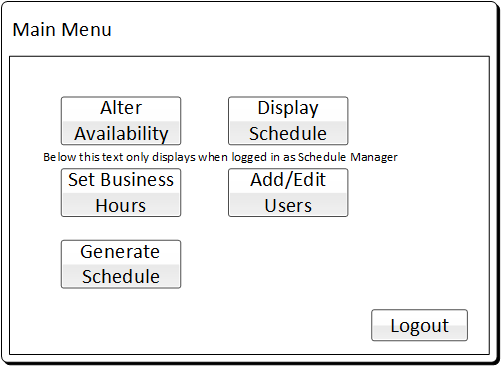 Main Menu
Alter
Availability
Display
Schedule
Below this text only displays when logged in as Schedule Manager
Set Business
Hours
Add/Edit
Users
Generate
Schedule
Logout